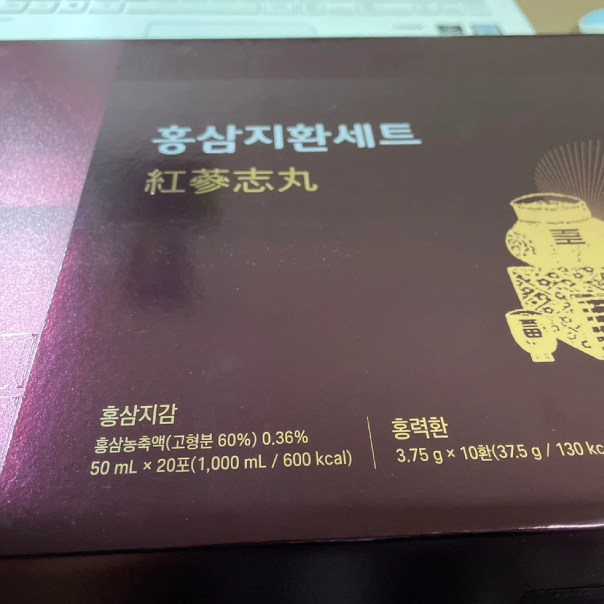 홍삼지환세트
紅蔘志丸
홍삼지감
홍삼농축액(고형분 60%) 0.36%
50 mL × 20포(1,000 mL / 600 kcal)
홍력환
3.75 g × 10환(37.5 g / 130 kc